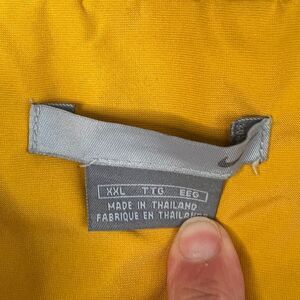 XXL TTG EEG
MADE IN THAILAND
FABRIQUE EN THAILANDE